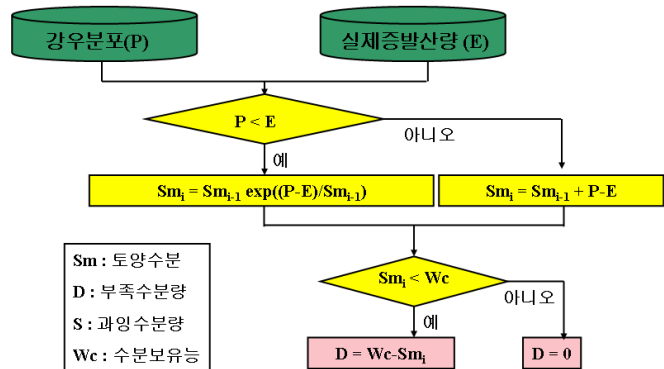 강우분포(P)
실제증발산량 (E)
P < E
아니오
예
Smi = Smi-1 exp((P-E)/Smi-1)
Smi = Smi-1 + P-E
Sm : 토양수분
D : 부족수분량
S : 과잉수분량
Wc : 수분보유능
Smi < Wc
아니오
예
D = Wc-Smi
D = 0